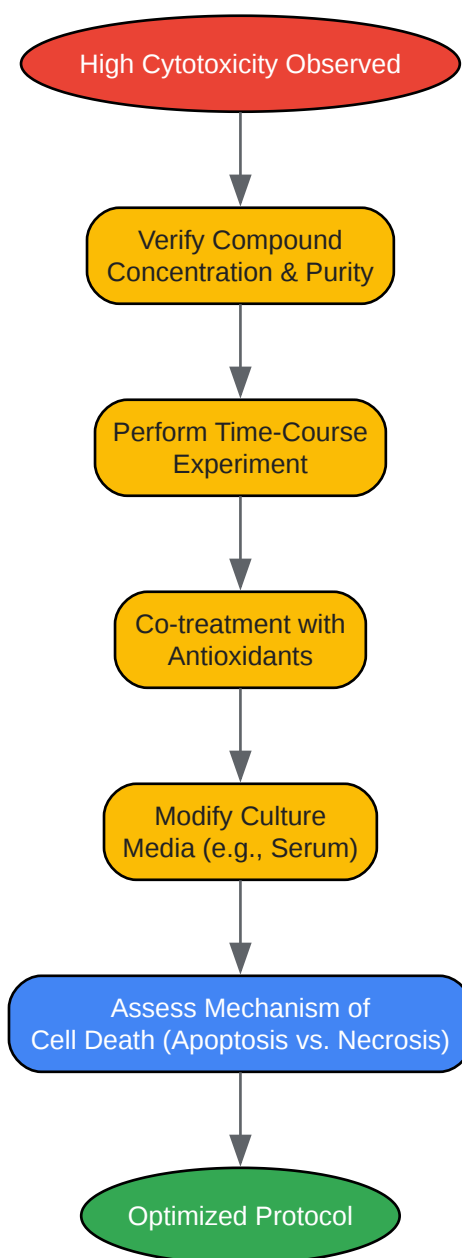 High Cytotoxicity Observed
Verify Compound
Concentration & Purity
Perform Time-Course
Experiment
Co-treatment with
Antioxidants
Modify Culture
Media (e.g., Serum)
Assess Mechanism of
Cell Death (Apoptosis vs. Necrosis)
Optimized Protocol